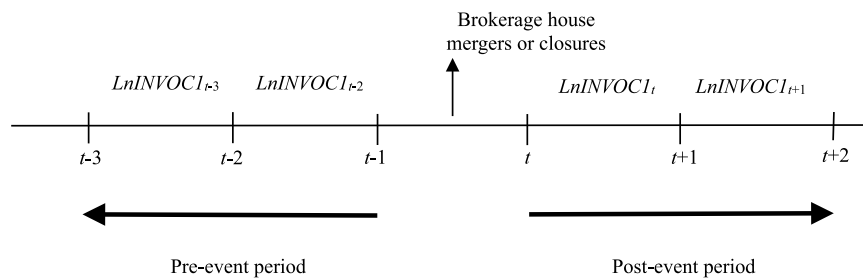 Brokerage house
mergers or closures
LnINVOC1t-3 LnINVOC1t-2 LnINVOC1t LnINVOC1t+1
t-3 t-2 t-1 t t+1 t+2
Pre-event period Post-event period